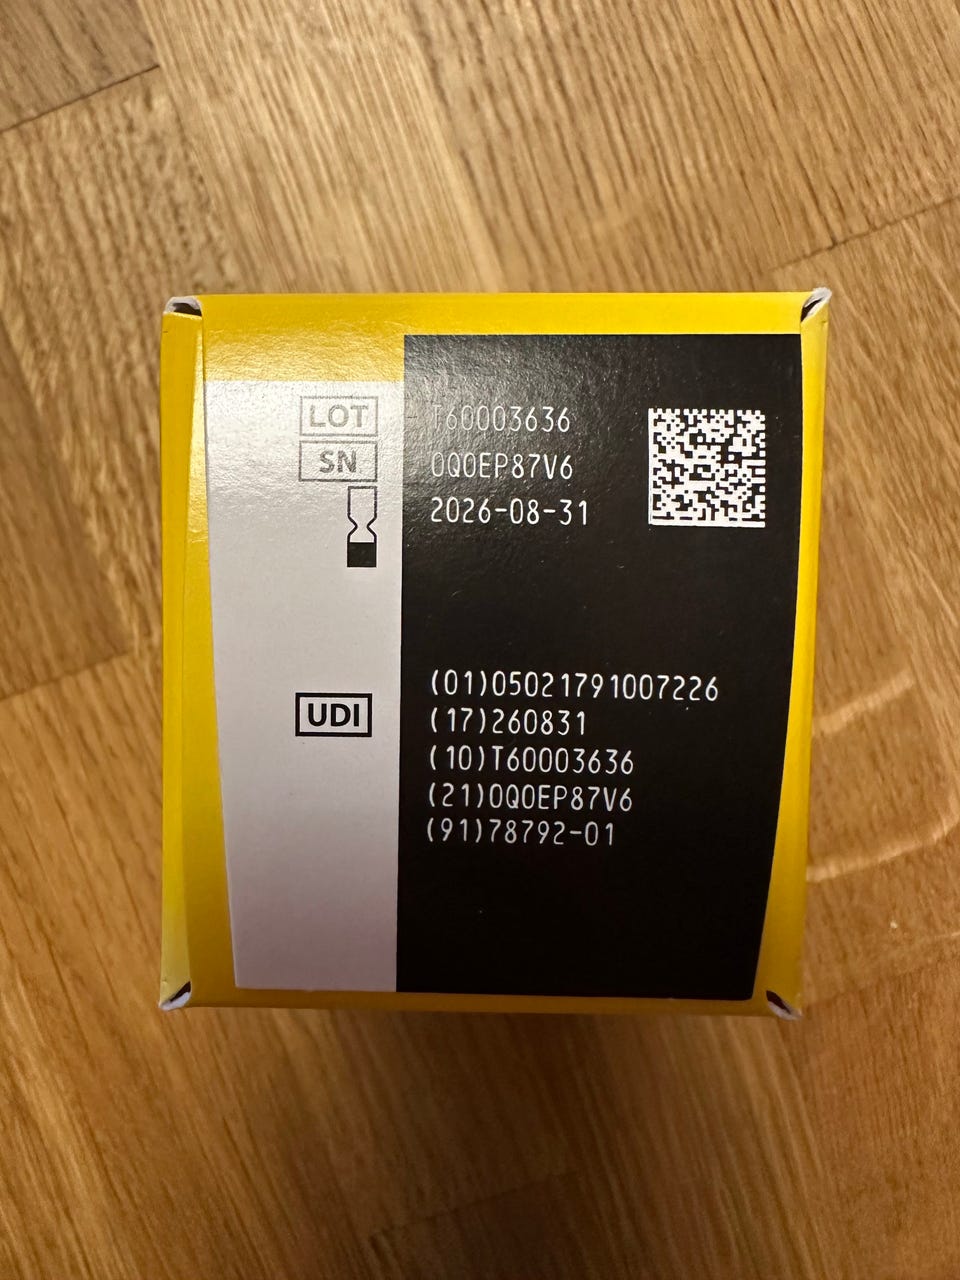 LOT T60003636
SN 0Q0EP87V6
2026-08-31
UDI
(01)05021791007226
(17)260831
(10)T60003636
(21)0Q0EP87V6
(91)78792-01